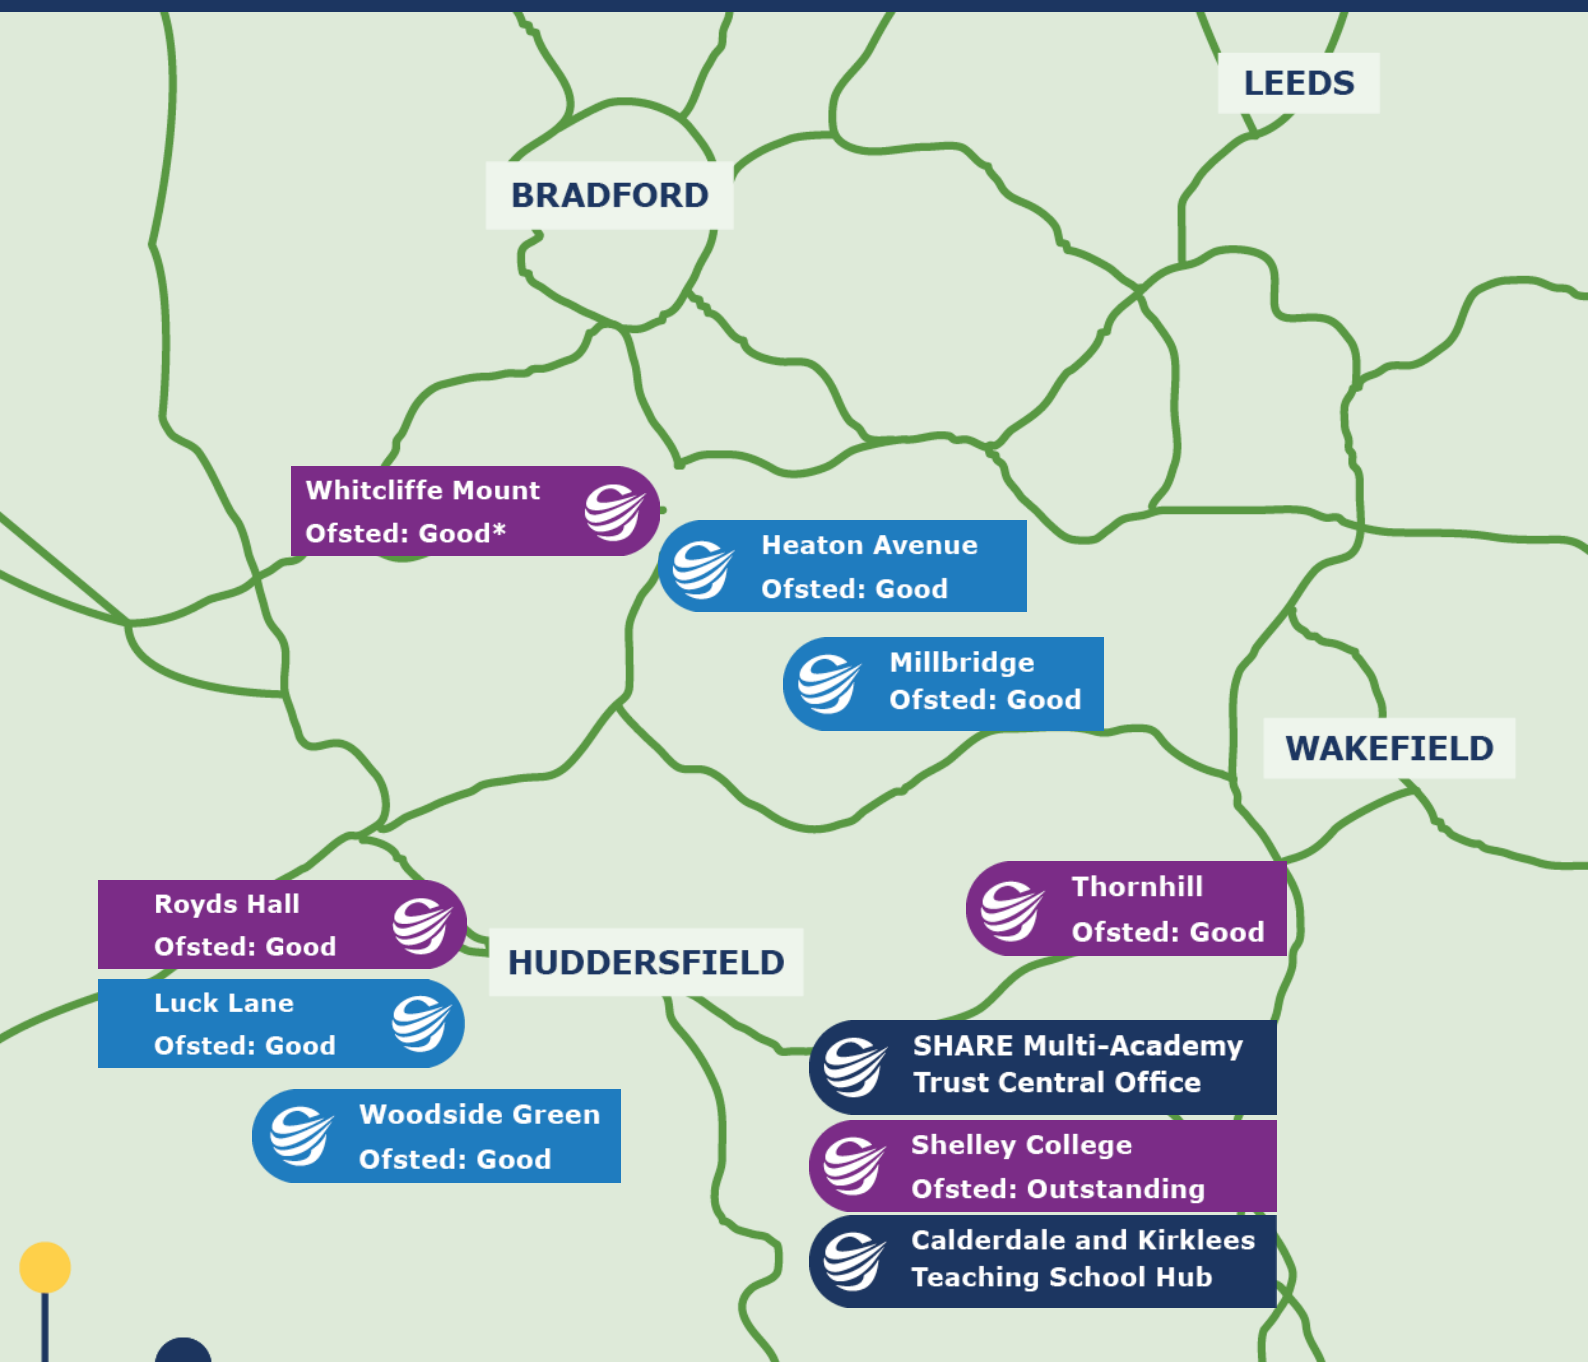 LEEDS
BRADFORD
Whitcliffe Mount
Ofsted: Good*
Heaton Avenue
Ofsted: Good
Millbridge
Ofsted: Good
WAKEFIELD
Royds Hall
Ofsted: Good
Thornhill
Ofsted: Good
HUDDERSFIELD
Luck Lane
Ofsted: Good
SHARE Multi-Academy
Trust Central Office
Woodside Green
Ofsted: Good
Shelley College
Ofsted: Outstanding
Calderdale and Kirklees
Teaching School Hub